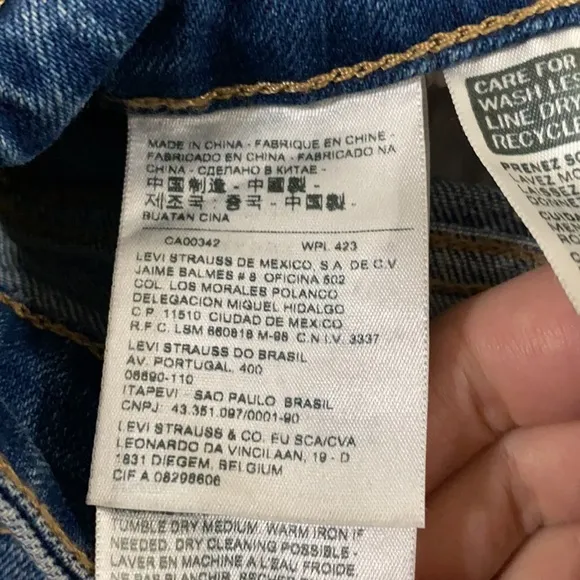 MADE IN CHINA - FABRIQUE EN CHINE -
FABRICADO EN CHINA - FABRICADO NA
CHINA - СДЕЛАНО В КИТАЕ -
中国制造 - 中國製 -
제조국 : 중국 - 中国製 -
BUATAN CINA
CA00342 WPL 423
LEVI STRAUSS DE MEXICO, S.A. DE C.V
JAIME BALMES # 8 OFICINA 602
COL. LOS MORALES POLANCO
DELEGACION MIGUEL HIDALGO
C.P. 11510 CIUDAD DE MEXICO
R.F.C. LSM 860818 M-98 C.N.I.V. 3337
LEVI STRAUSS DO BRASIL
AV. PORTUGAL, 400
06690-110
ITAPEVI - SAO PAULO BRASIL
CNPJ: 43.351.097/0001-90
LEVI STRAUSS & CO. EU SCA/CVA
LEONARDO DA VINCILAAN, 19 - D
1831 DIEGEM, BELGIUM
CIF A 08298606
TUMBLE DRY MEDIUM. WARM IRON IF
NEEDED. DRY CLEANING POSSIBLE -
LAVER EN MACHINE A L'EAU FROIDE.
NE PAS BLANCHIR.
CARE FOR
WASH LES
LINE DRY
RECYCLE
PRENEZ
LAVEZ MO